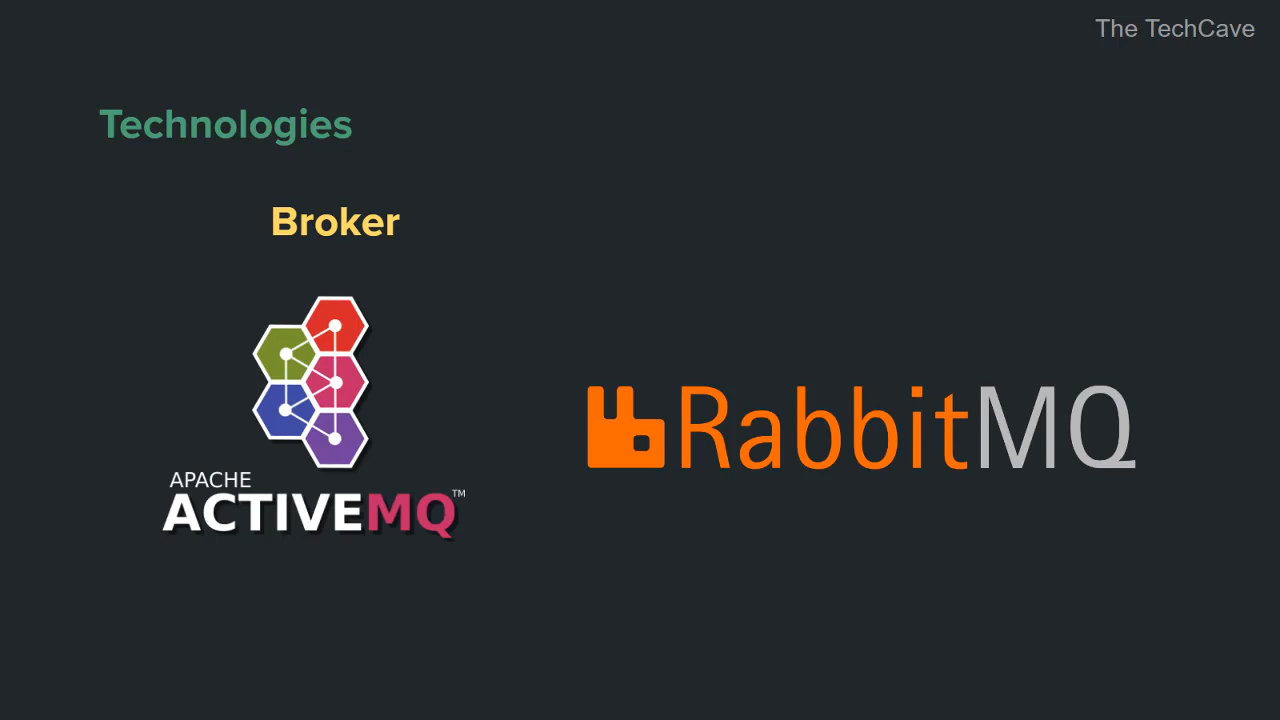 The TechCave
Technologies
Broker
APACHE
ACTIVEMQ™
RabbitMQ